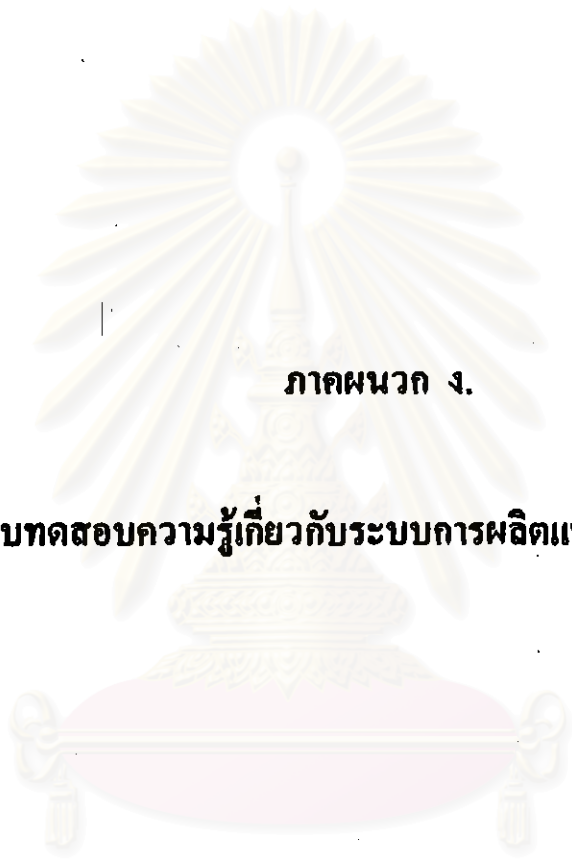 ภาคผนวก ง.
บทดสอบความรู้เกี่ยวกับระบบการผลิตแ